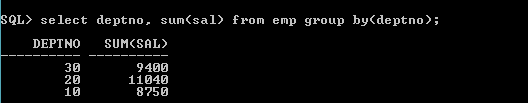 SQL> select deptno, sum(sal) from emp group by(deptno);
DEPTNO SUM(SAL)
---------- ----------
30 9400
20 11040
10 8750